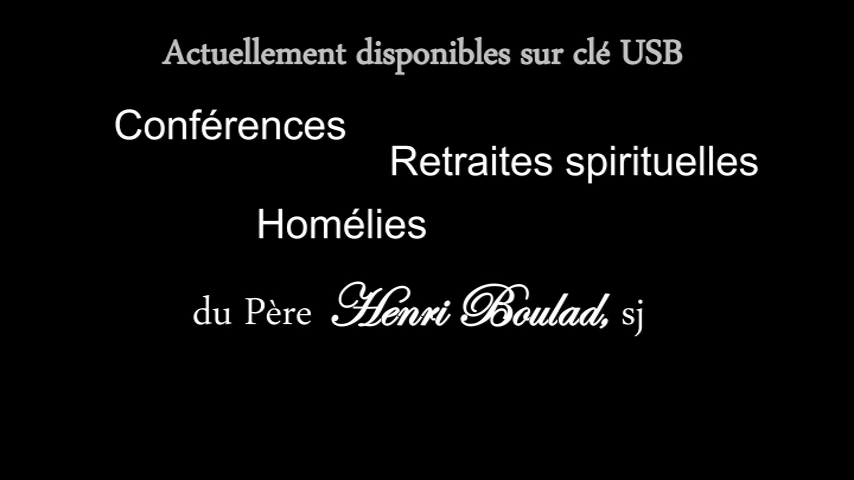 Actuellement disponibles sur clé USB
Conférences
Retraites spirituelles
Homélies
du Père Henri Boulad, sj